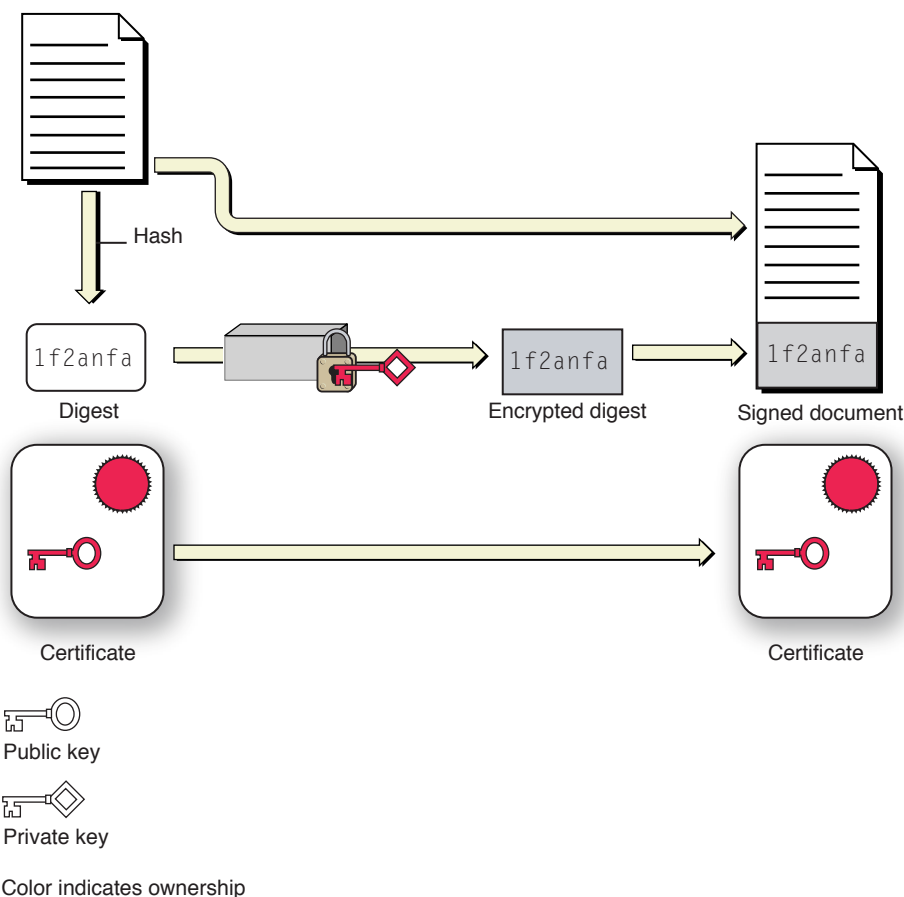 Hash
1f2anfa
1f2anfa
1f2anfa
Digest
Encrypted digest
Signed document
Certificate
Certificate
Public key
Private key
Color indicates ownership